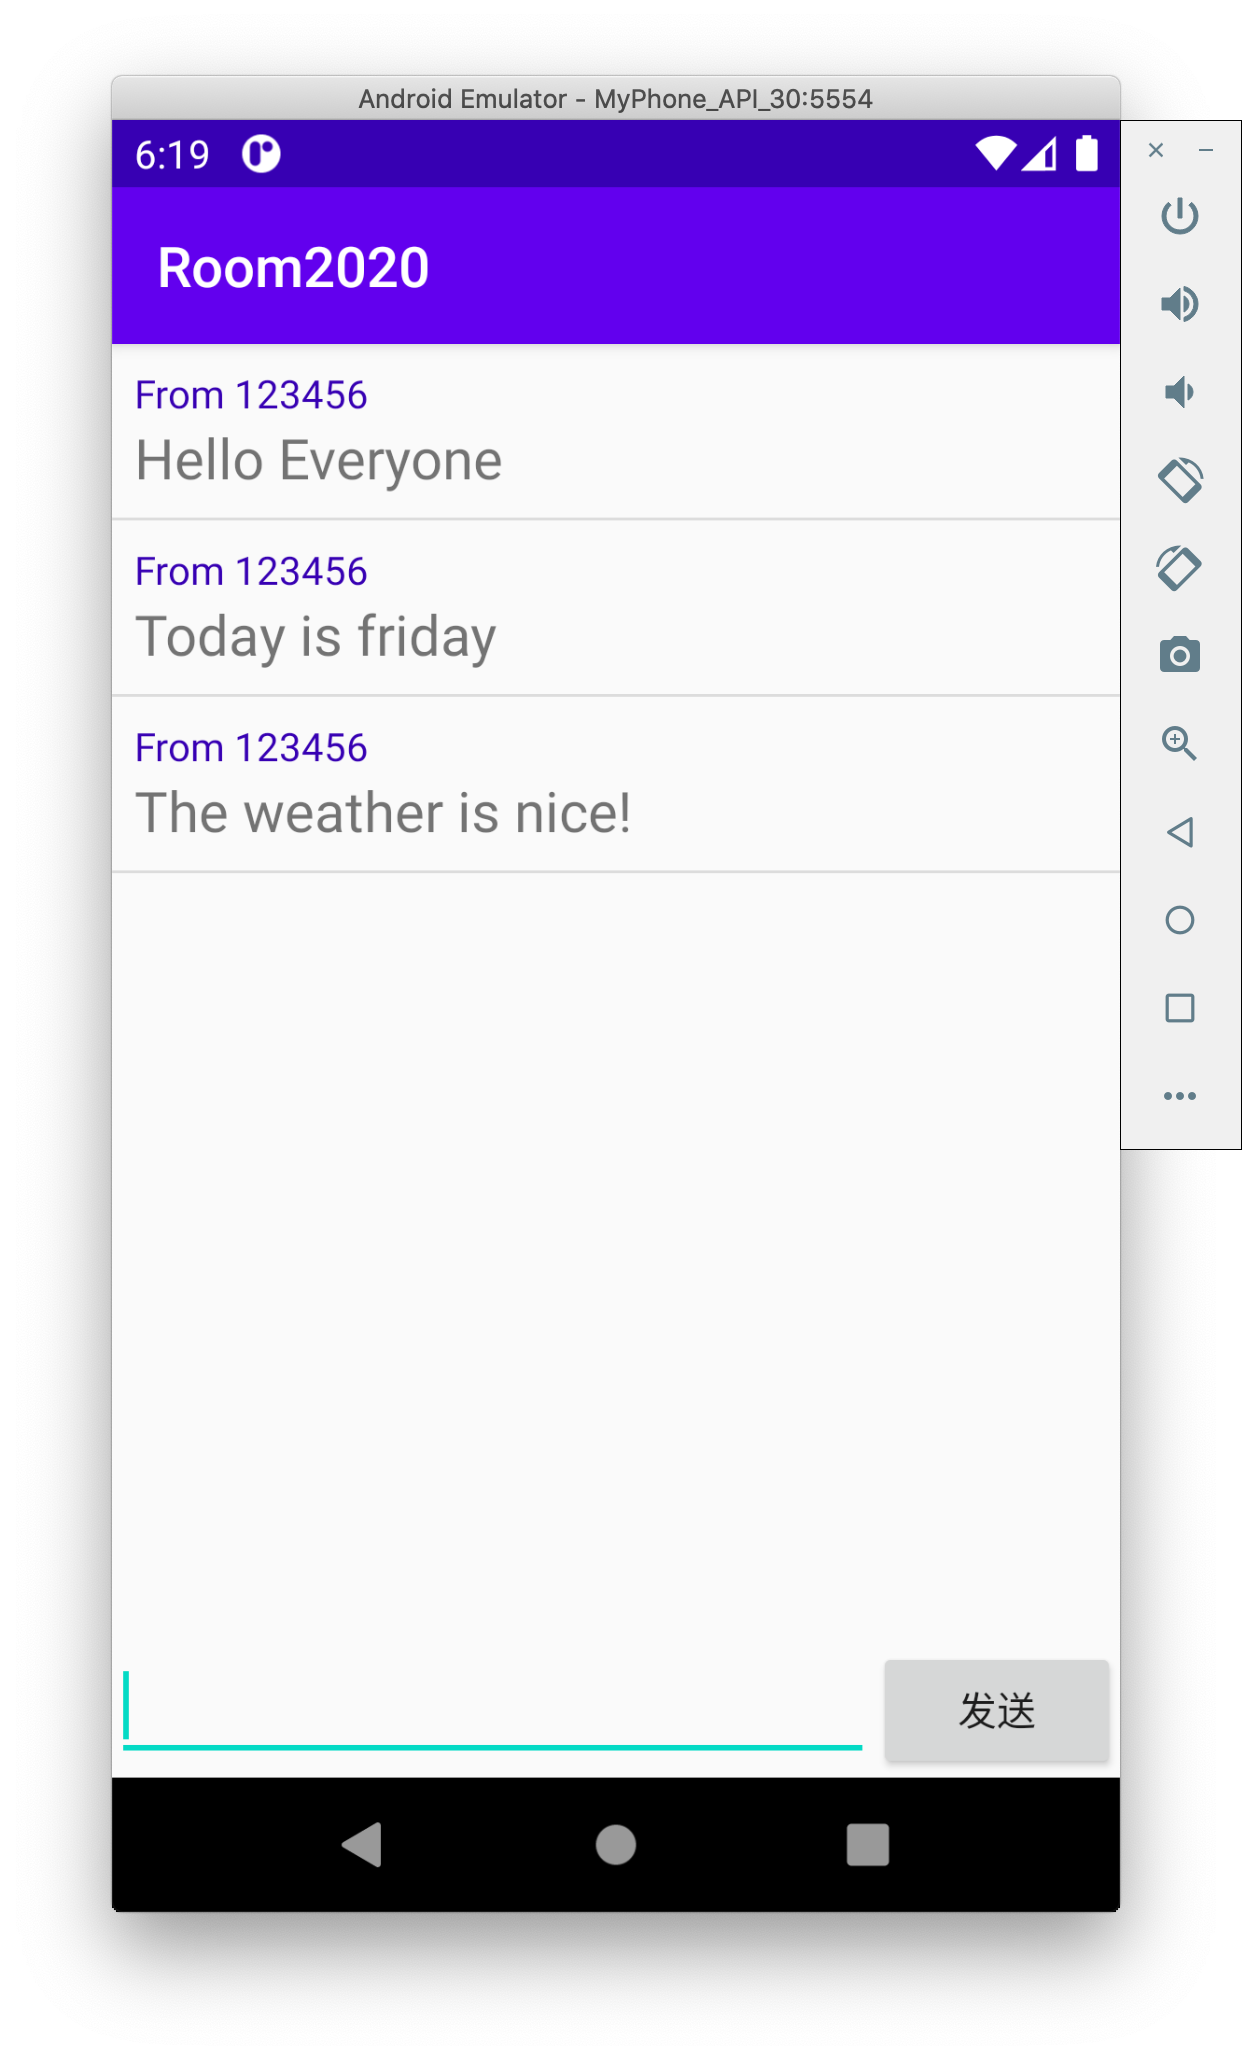 Android Emulator - MyPhone_API_30:5554
6:19
Room2020
From 123456
Hello Everyone
From 123456
Today is friday
From 123456
The weather is nice!
发送